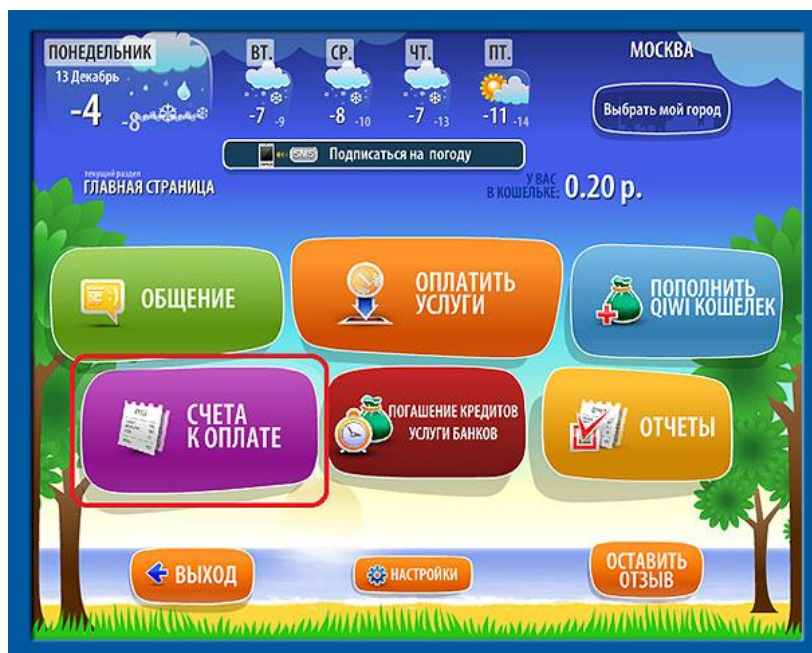 ПОНЕДЕЛЬНИК
13 Декабрь
-4 -8
ВТ.
-7 -9
СР.
-8 -10
ЧТ.
-7 -13
ПТ.
-11 -14
МОСКВА
Выбрать мой город
SMS Подписаться на погоду
текущий раздел
ГЛАВНАЯ СТРАНИЦА
У ВАС
В КОШЕЛЬКЕ: 0.20 р.
ОБЩЕНИЕ
ОПЛАТИТЬ
УСЛУГИ
ПОПОЛНИТЬ
QIWI КОШЕЛЕК
СЧЕТА
К ОПЛАТЕ
ПОГАШЕНИЕ КРЕДИТОВ
УСЛУГИ БАНКОВ
ОТЧЕТЫ
ВЫХОД
НАСТРОЙКИ
ОСТАВИТЬ
ОТЗЫВ